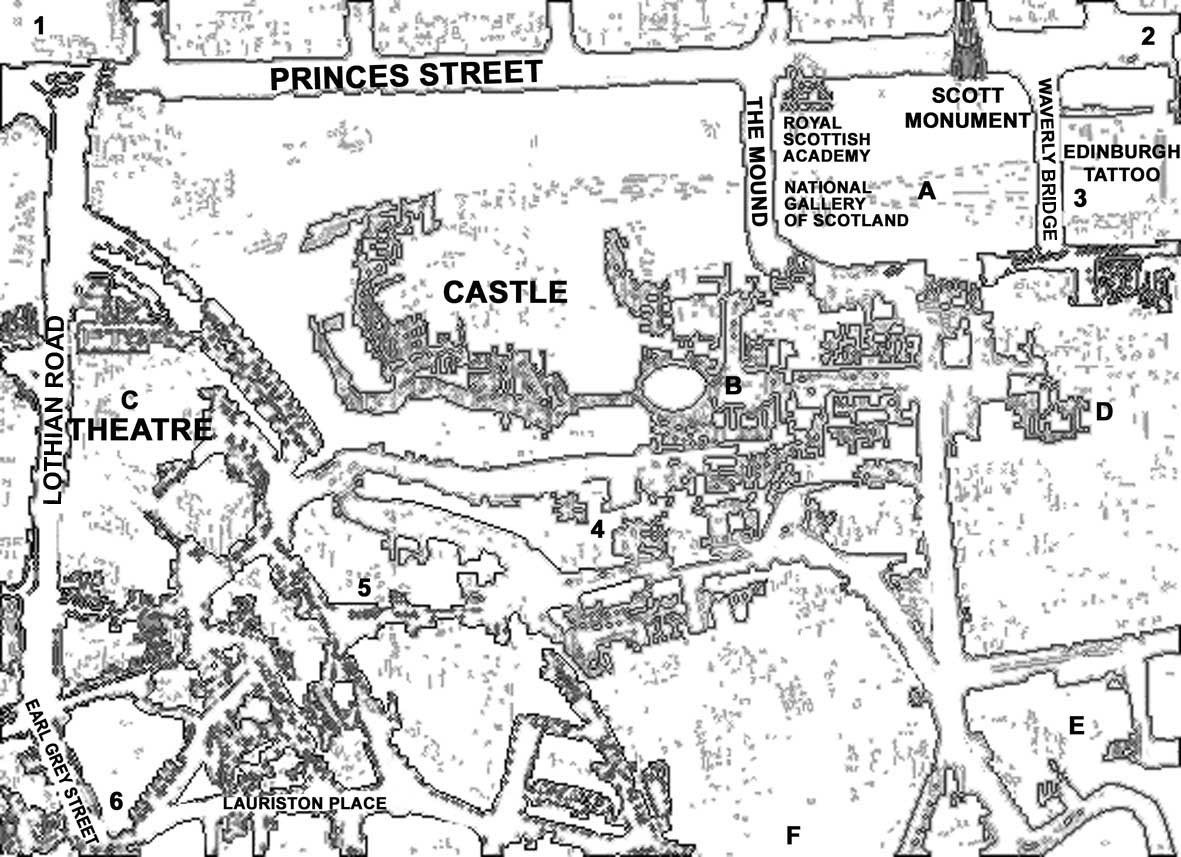 1
2
PRINCES STREET
SCOTT
MONUMENT
THE MOUND
ROYAL
SCOTTISH
ACADEMY
WAVERLY BRIDGE
EDINBURGH
TATTOO
NATIONAL
GALLERY
OF SCOTLAND
A
3
CASTLE
LOTHIAN ROAD
B
C
THEATRE
D
4
5
EARL GREY STREET
E
6
LAURISTON PLACE
F